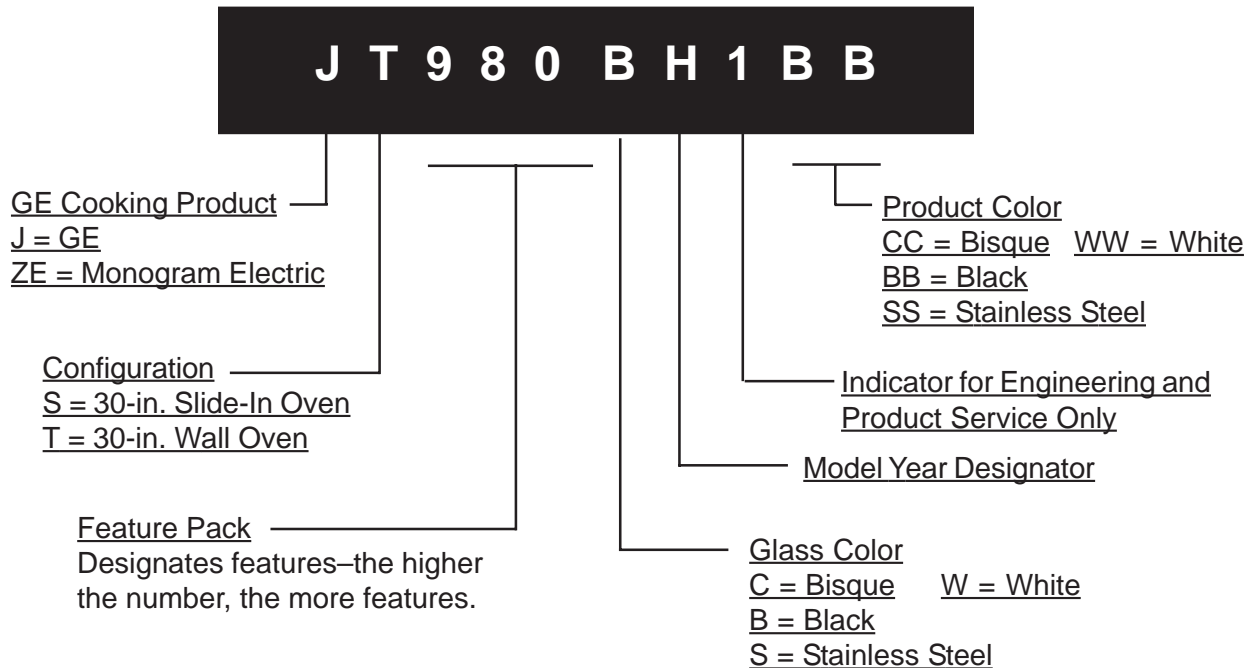 J T 9 8 0 B H 1 B B
GE Cooking Product
J = GE
ZE = Monogram Electric
Configuration
S = 30-in. Slide-In Oven
T = 30-in. Wall Oven
Feature Pack
Designates features–the higher
the number, the more features.
Product Color
CC = Bisque WW = White
BB = Black
SS = Stainless Steel
Indicator for Engineering and
Product Service Only
Model Year Designator
Glass Color
C = Bisque W = White
B = Black
S = Stainless Steel